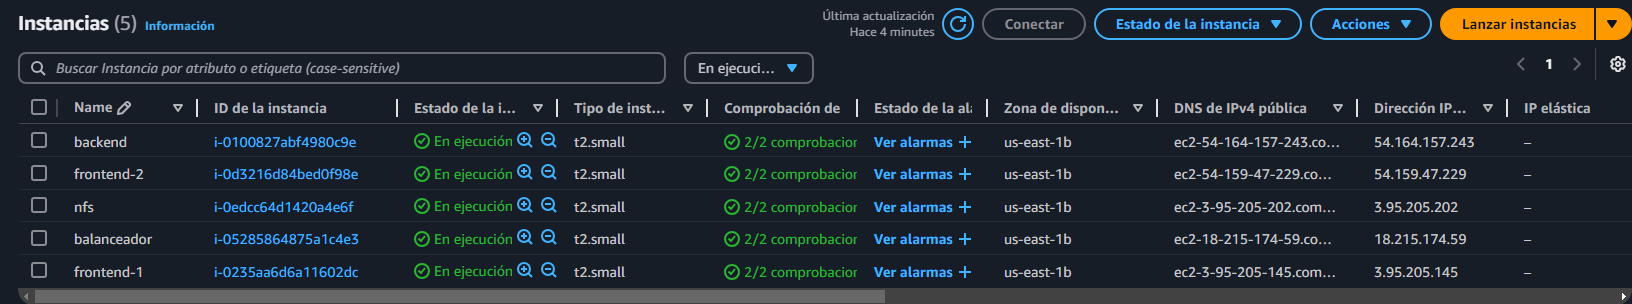 Instancias (5) Información
Última actualización
Hace 4 minutes
Conectar
Estado de la instancia
Acciones
Lanzar instancias
Buscar Instancia por atributo o etiqueta (case-sensitive)
En ejecuci...
1
Name ID de la instancia Estado de la i... Tipo de inst... Comprobación de Estado de la ala Zona de dispon... DNS de IPv4 pública Dirección IP... IP elástica
backend i-0100827abf4980c9e En ejecución t2.small 2/2 comprobacion Ver alarmas + us-east-1b ec2-54-164-157-243.co... 54.164.157.243 –
frontend-2 i-0d3216d84bed0f98e En ejecución t2.small 2/2 comprobacion Ver alarmas + us-east-1b ec2-54-159-47-229.co... 54.159.47.229 –
nfs i-0edcc64d1420a4e6f En ejecución t2.small 2/2 comprobacion Ver alarmas + us-east-1b ec2-3-95-205-202.com... 3.95.205.202 –
balanceador i-05285864875a1c4e3 En ejecución t2.small 2/2 comprobacion Ver alarmas + us-east-1b ec2-18-215-174-59.co... 18.215.174.59 –
frontend-1 i-0235aa6d6a11602dc En ejecución t2.small 2/2 comprobacion Ver alarmas + us-east-1b ec2-3-95-205-145.com... 3.95.205.145 –